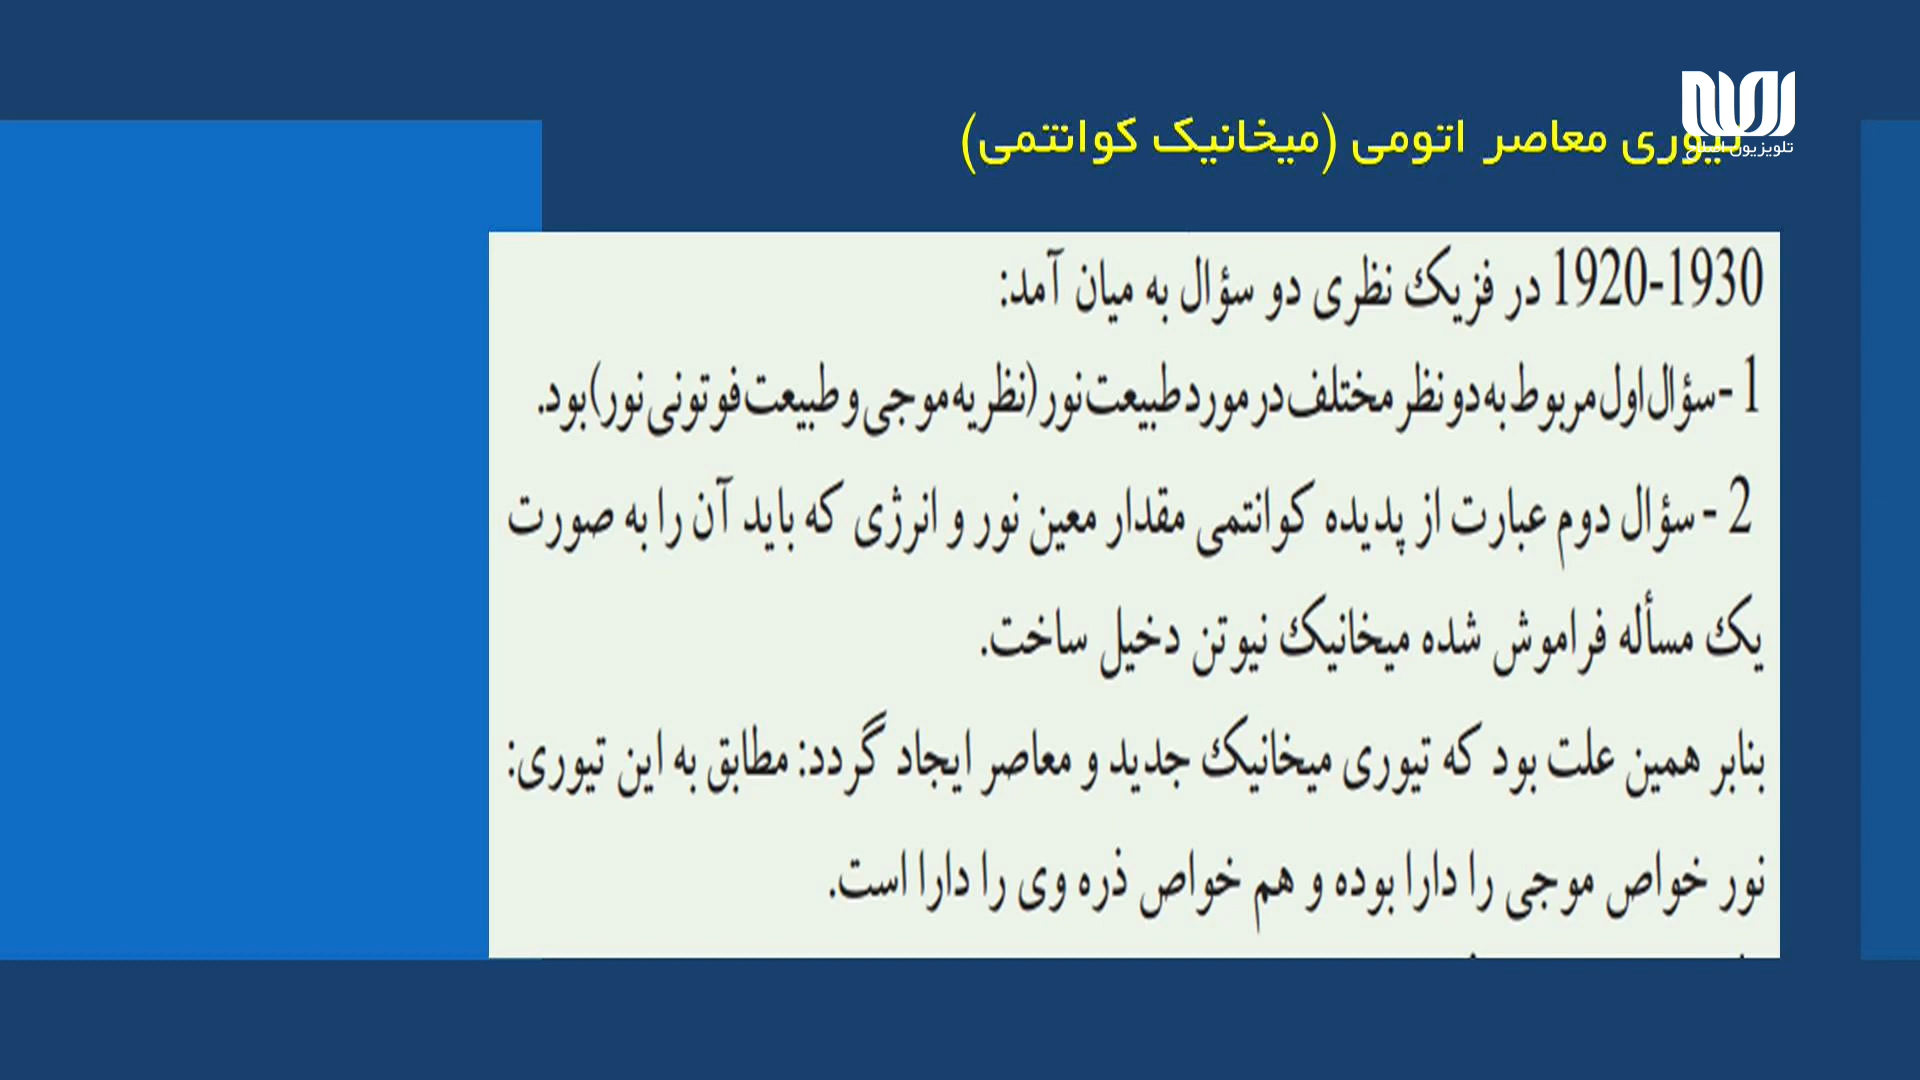 تیوری معاصر اتومی (میخانیک کوانتمی)
تلویزیون اصلاح
1920-1930 در فزیک نظری دو سؤال به میان آمد:
1 - سؤال اول مربوط به دو نظر مختلف در مورد طبیعت نور (نظریه موجی و طبیعت فوتونی نور) بود.
2 - سؤال دوم عبارت از پدیده کوانتمی مقدار معین نور و انرژی که باید آن را به صورت
یک مسأله فراموش شده میخانیک نیوتن دخیل ساخت.
بنابر همین علت بود که تیوری میخانیک جدید و معاصر ایجاد گردد: مطابق به این تیوری:
نور خواص موجی را دارا بوده و هم خواص ذره وی را دارا است.